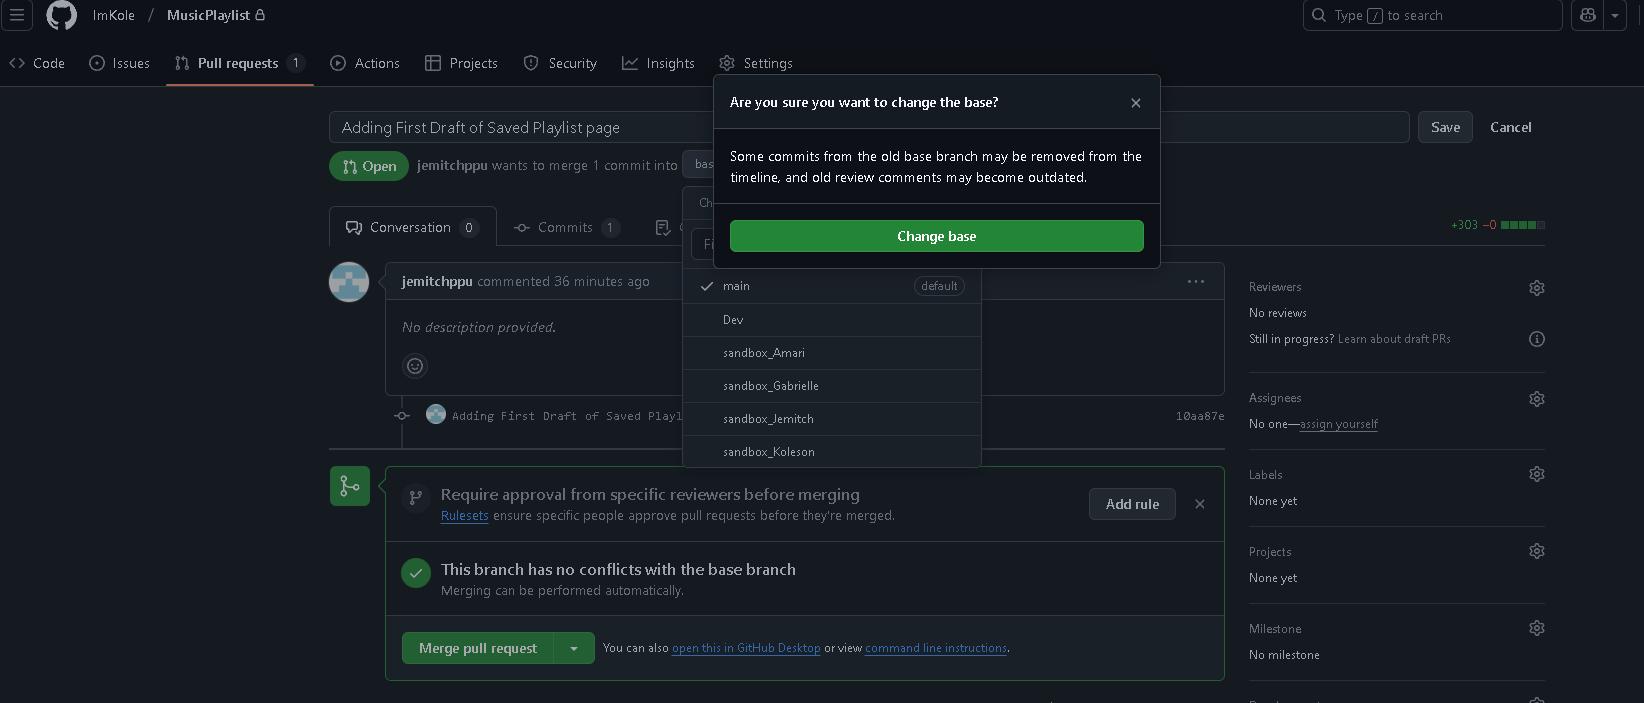 ImKole / MusicPlaylist
Type / to search
Code
Issues
Pull requests 1
Actions
Projects
Security
Insights
Settings
Are you sure you want to change the base?
Some commits from the old base branch may be removed from the
timeline, and old review comments may become outdated.
Change base
Adding First Draft of Saved Playlist page
Save
Cancel
Open
jemitchppu wants to merge 1 commit into
bas
Ch
Fi
main
default
Dev
sandbox_Amari
sandbox_Gabrielle
sandbox_Jemitch
sandbox_Koleson
Conversation 0
Commits 1
+303 −0
jemitchppu commented 36 minutes ago
No description provided.
Adding First Draft of Saved Playl
10aa87e
Require approval from specific reviewers before merging
Rulesets ensure specific people approve pull requests before they're merged.
Add rule
This branch has no conflicts with the base branch
Merging can be performed automatically.
Merge pull request
You can also open this in GitHub Desktop or view command line instructions.
Reviewers
No reviews
Still in progress? Learn about draft PRs
Assignees
No one—assign yourself
Labels
None yet
Projects
None yet
Milestone
No milestone